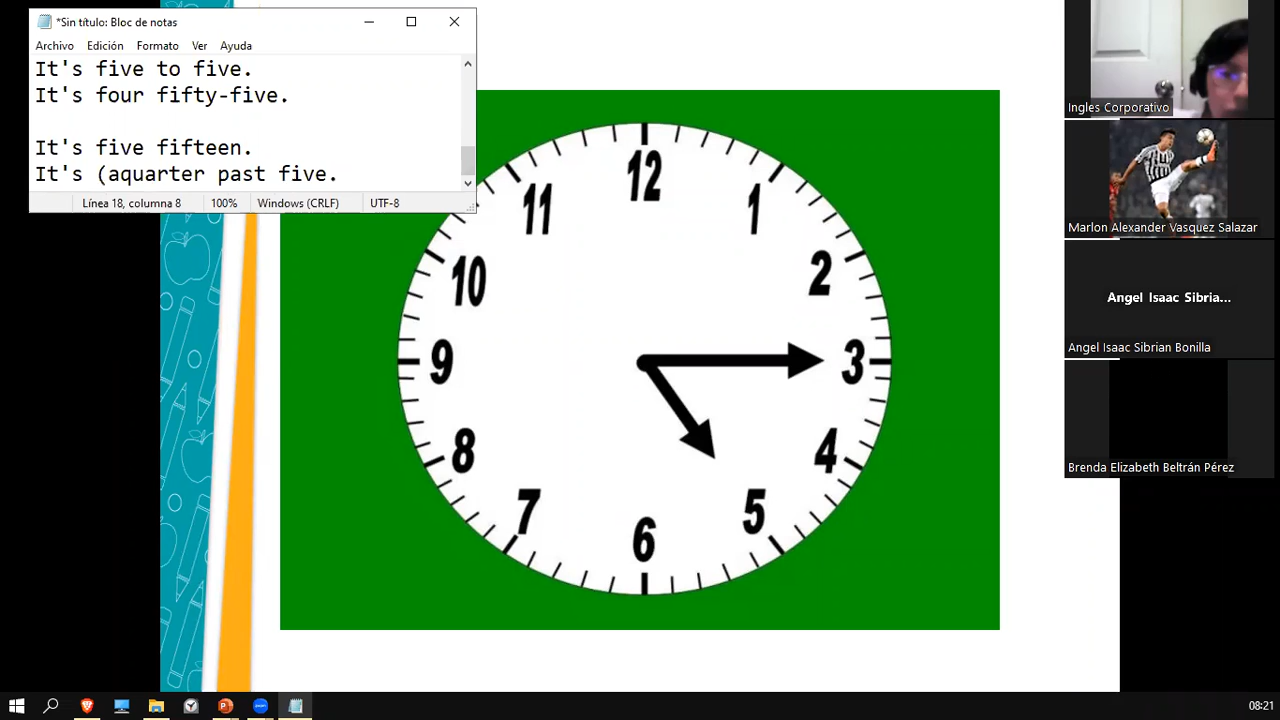 *Sin título: Bloc de notas
Archivo Edición Formato Ver Ayuda
It's five to five.
It's four fifty-five.
It's five fifteen.
It's (aquarter past five.
Línea 18, columna 8 100% Windows (CRLF) UTF-8
12
1
2
3
4
5
6
7
8
9
10
11
Ingles Corporativo
Marlon Alexander Vasquez Salazar
Angel Isaac Sibria...
Angel Isaac Sibrian Bonilla
Brenda Elizabeth Beltrán Pérez
08:21